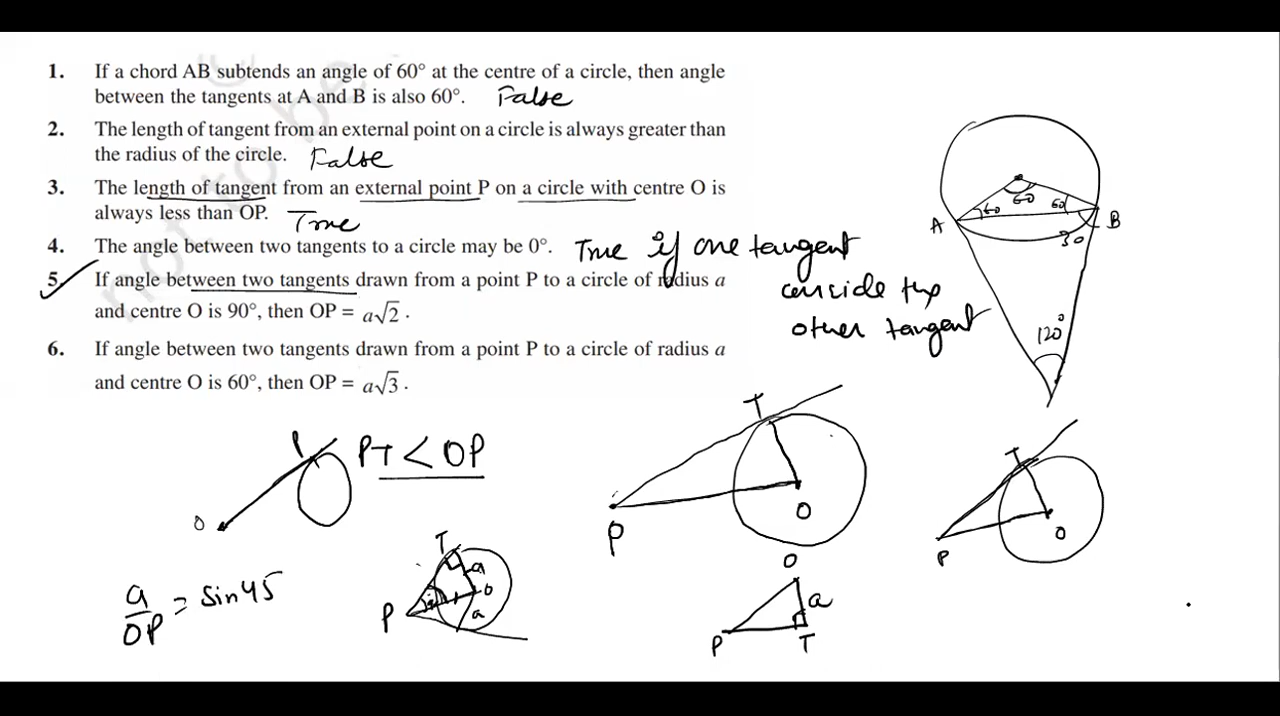 1. If a chord AB subtends an angle of 60° at the centre of a circle, then angle
between the tangents at A and B is also 60°. False
2. The length of tangent from an external point on a circle is always greater than
the radius of the circle. False
3. The length of tangent from an external point P on a circle with centre O is
always less than OP. True
4. The angle between two tangents to a circle may be 0°. True if one tangent
5. If angle between two tangents drawn from a point P to a circle of radius a
and centre O is 90°, then OP = a√2.
other tangent
6. If angle between two tangents drawn from a point P to a circle of radius a
and centre O is 60°, then OP = a√3.
A
60
60
60
B
30
120°
O
PT < OP
a/OP = sin 45
P
T
a
O
a
P
T
O
O
a
P
T
P
T
O